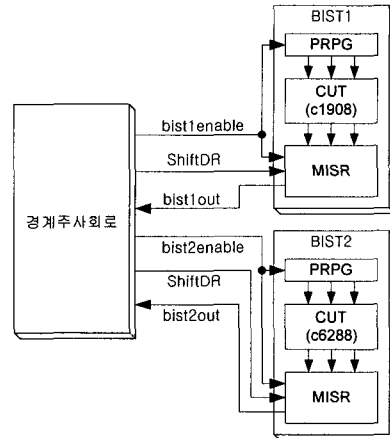 BIST1
PRPG
CUT
(c1908)
MISR
bist1enable
ShiftDR
bist1out
경계주사회로
bist2enable
ShiftDR
bist2out
BIST2
PRPG
CUT
(c6288)
MISR